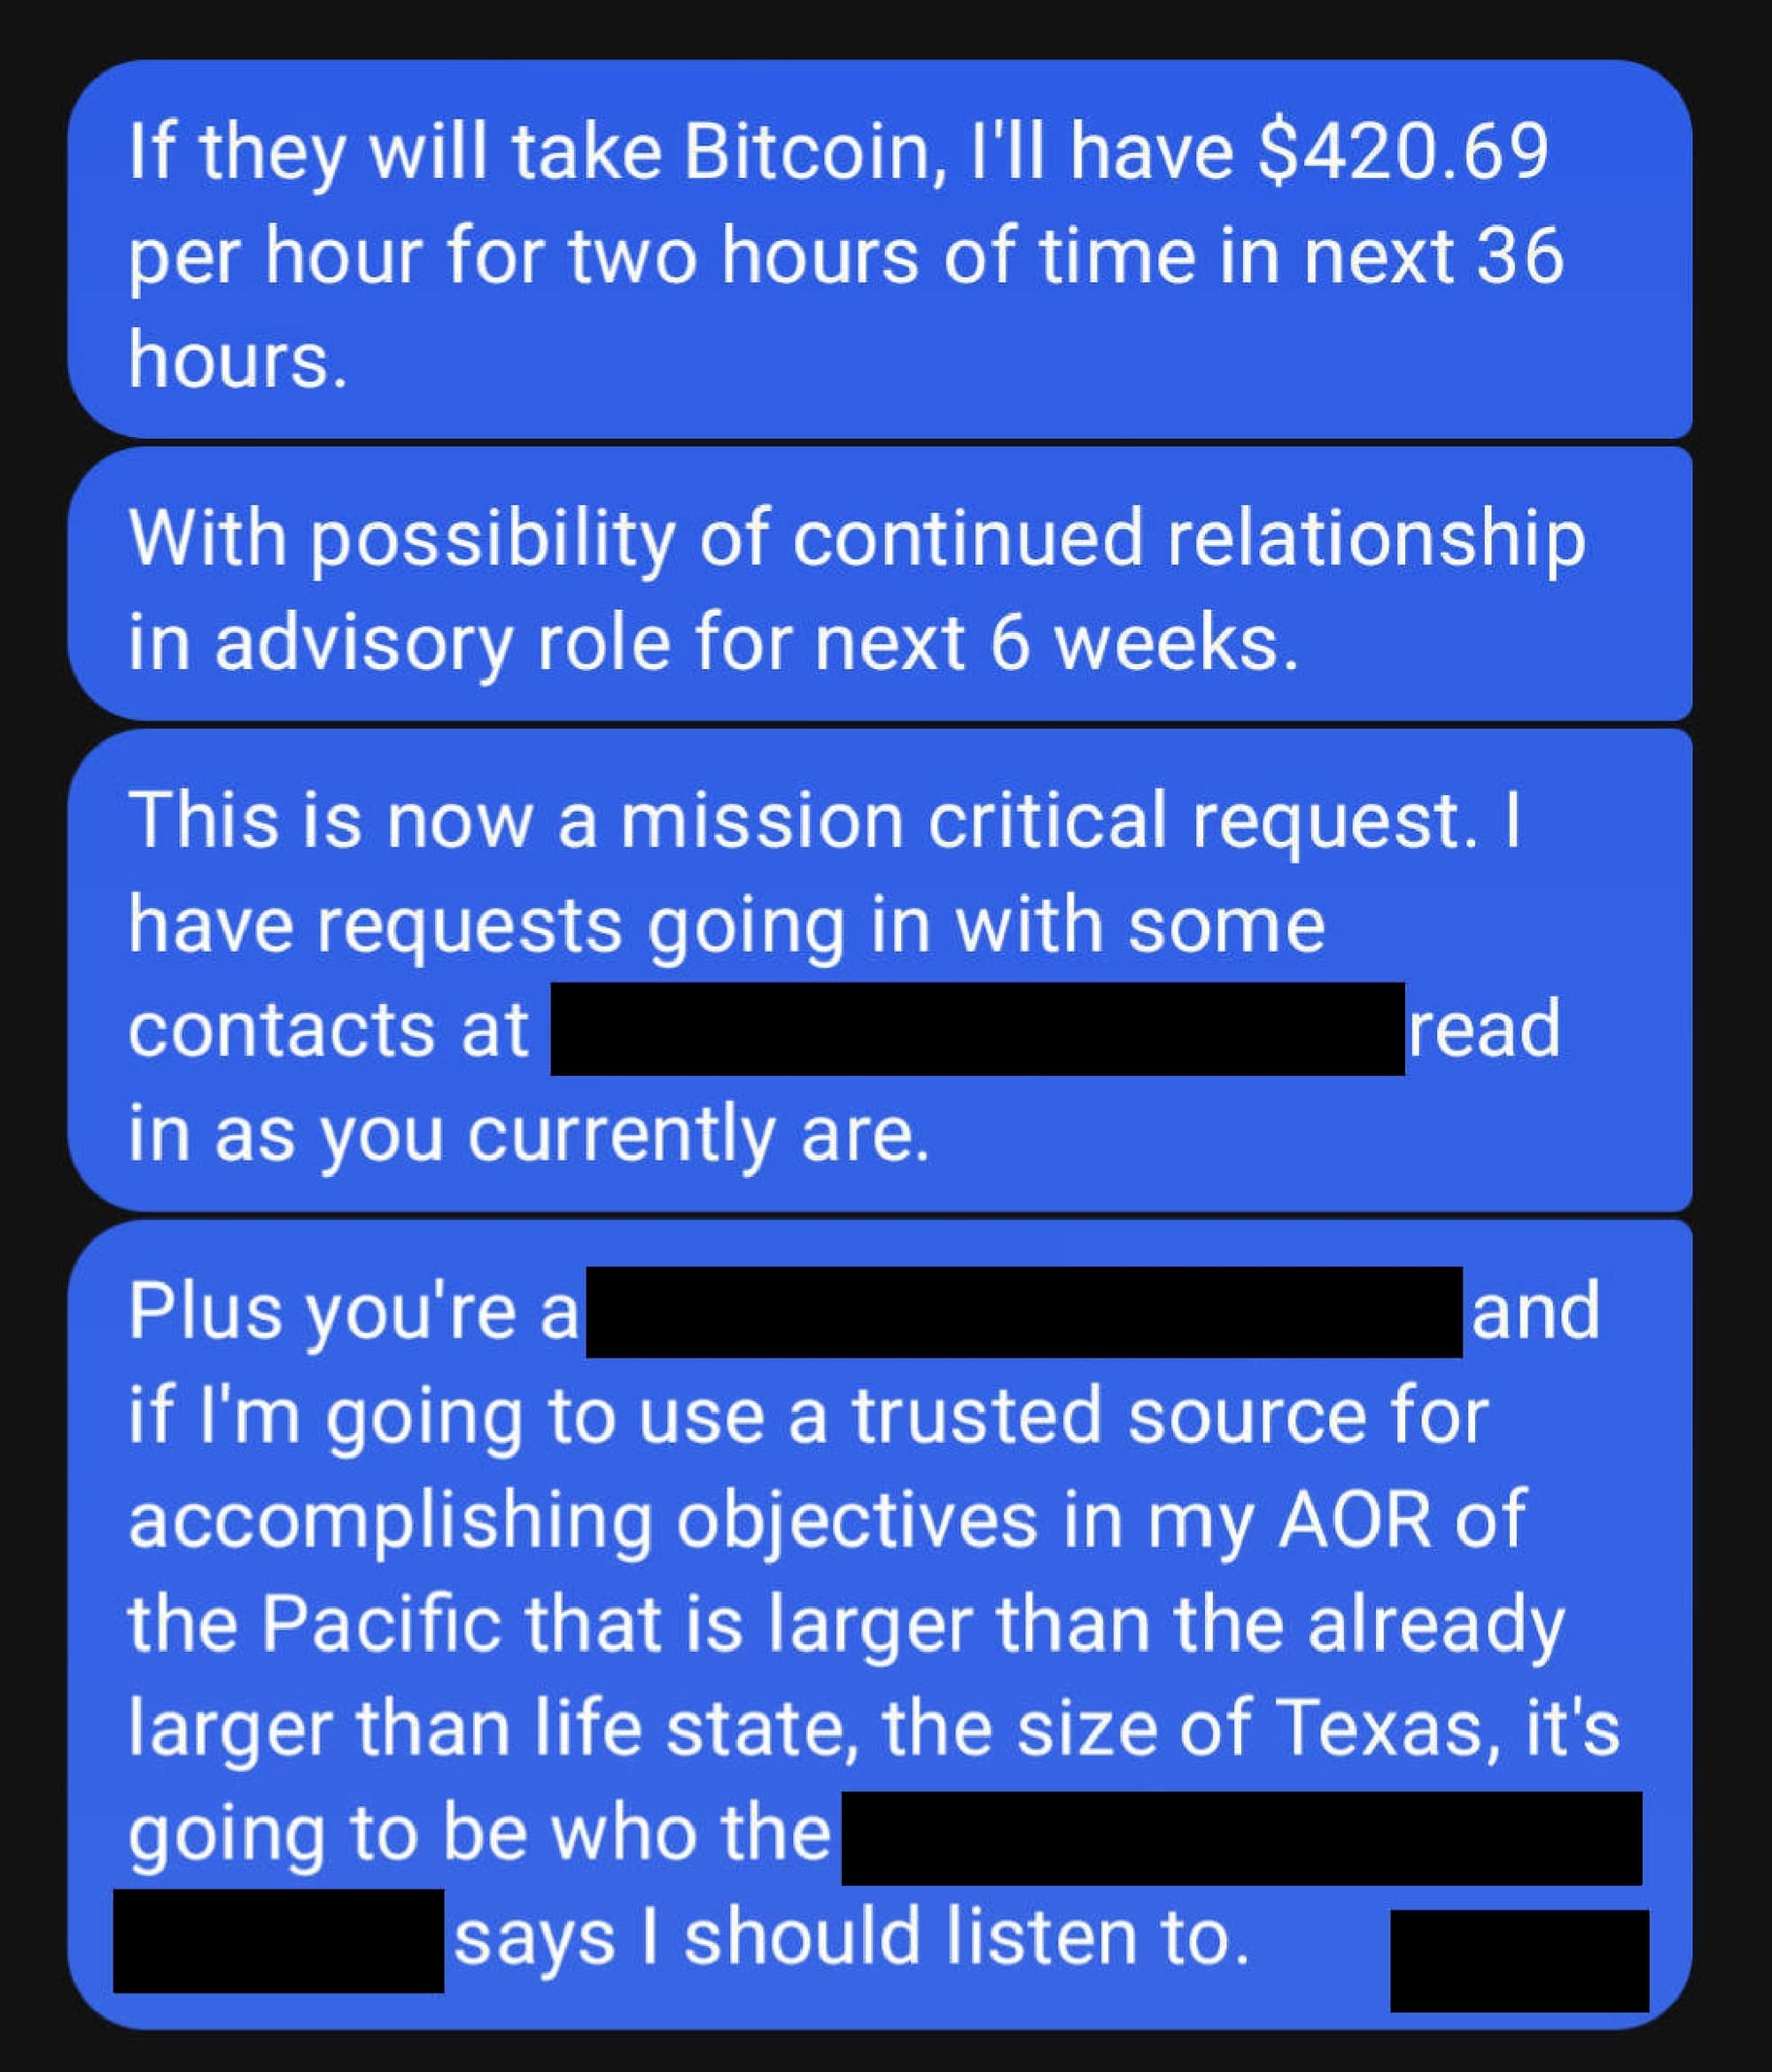 If they will take Bitcoin, I'll have $420.69
per hour for two hours of time in next 36
hours.
With possibility of continued relationship
in advisory role for next 6 weeks.
This is now a mission critical request. I
have requests going in with some
contacts at read
in as you currently are.
Plus you're a and
if I'm going to use a trusted source for
accomplishing objectives in my AOR of
the Pacific that is larger than the already
larger than life state, the size of Texas, it's
going to be who the
says I should listen to.